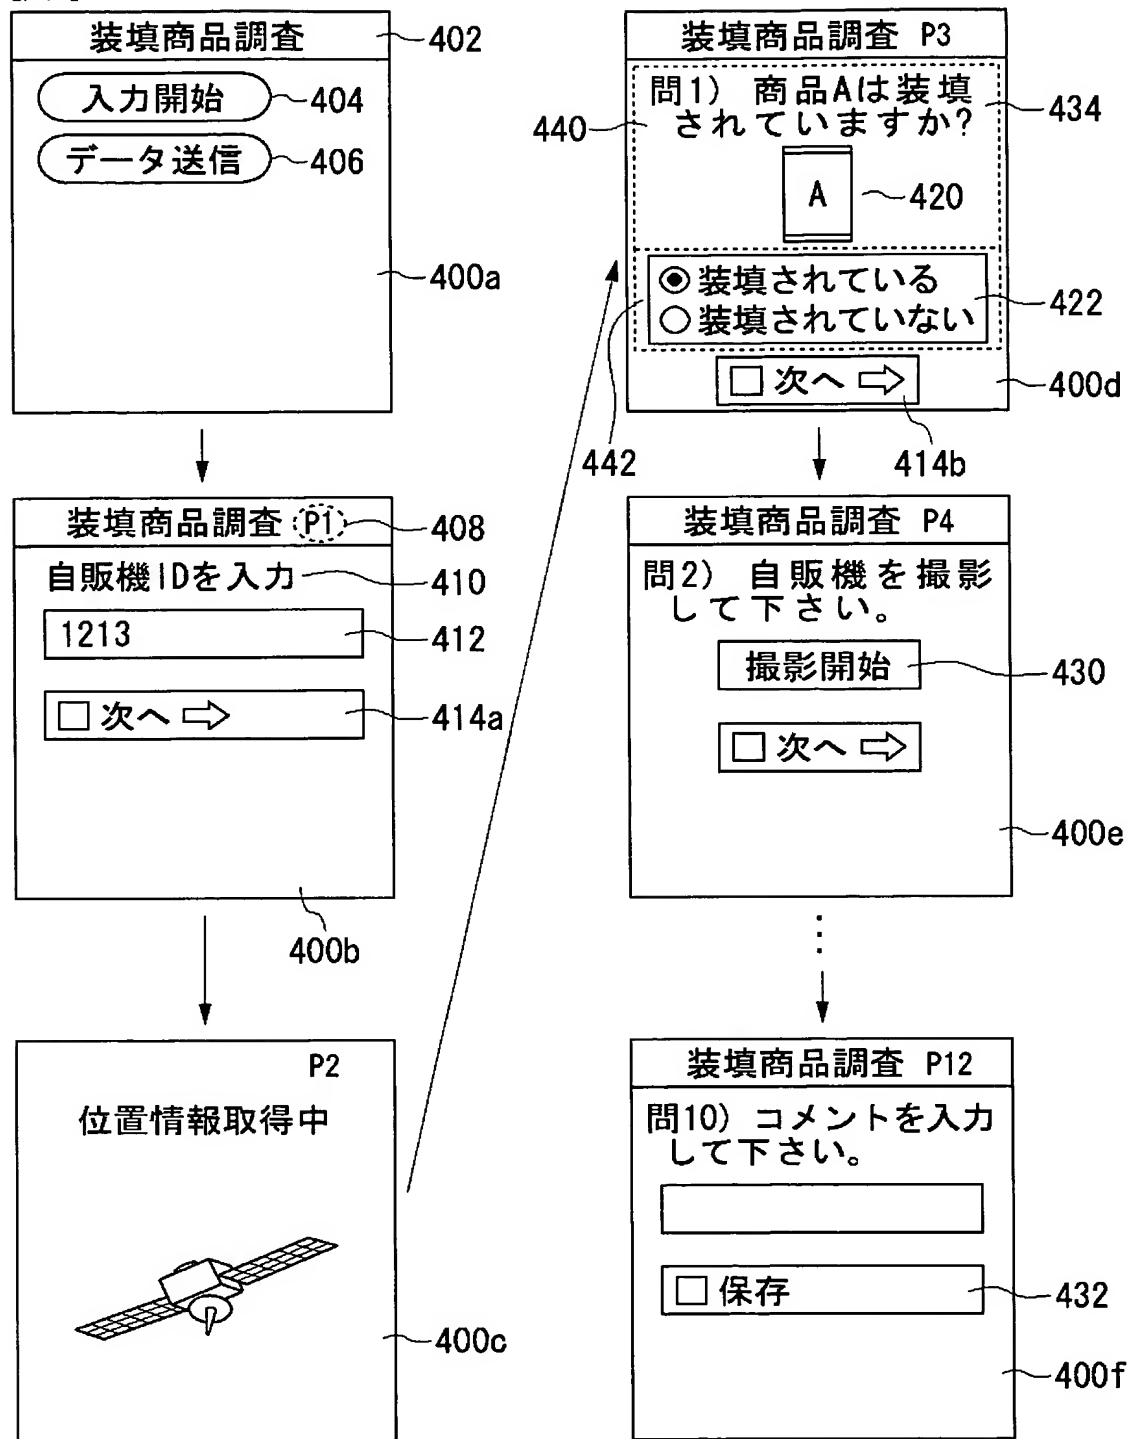 装填商品調査
402
入力開始
404
データ送信
406
400a
装填商品調査 P1
408
自販機IDを入力
410
1213
412
次へ
414a
400b
P2
位置情報取得中
400c
装填商品調査 P3
問1) 商品Aは装填
されていますか?
434
440
A
420
装填されている
装填されていない
422
442
次へ
400d
414b
装填商品調査 P4
問2) 自販機を撮影
して下さい。
撮影開始
430
次へ
400e
装填商品調査 P12
問10) コメントを入力
して下さい。
保存
432
400f